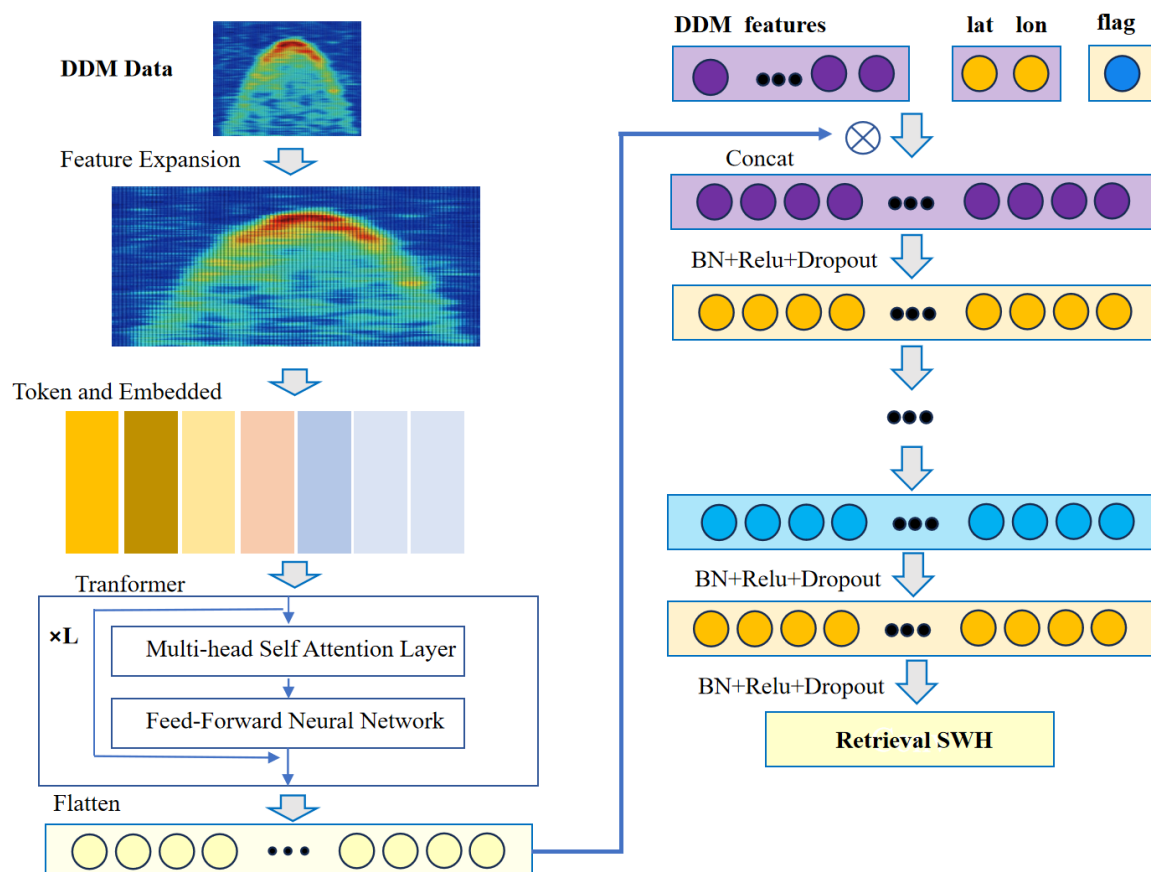 DDM Data
Feature Expansion
Token and Embedded
Tranformer
×L
Multi-head Self Attention Layer
Feed-Forward Neural Network
Flatten
DDM features
lat lon
flag
Concat
BN+Relu+Dropout
BN+Relu+Dropout
BN+Relu+Dropout
Retrieval SWH